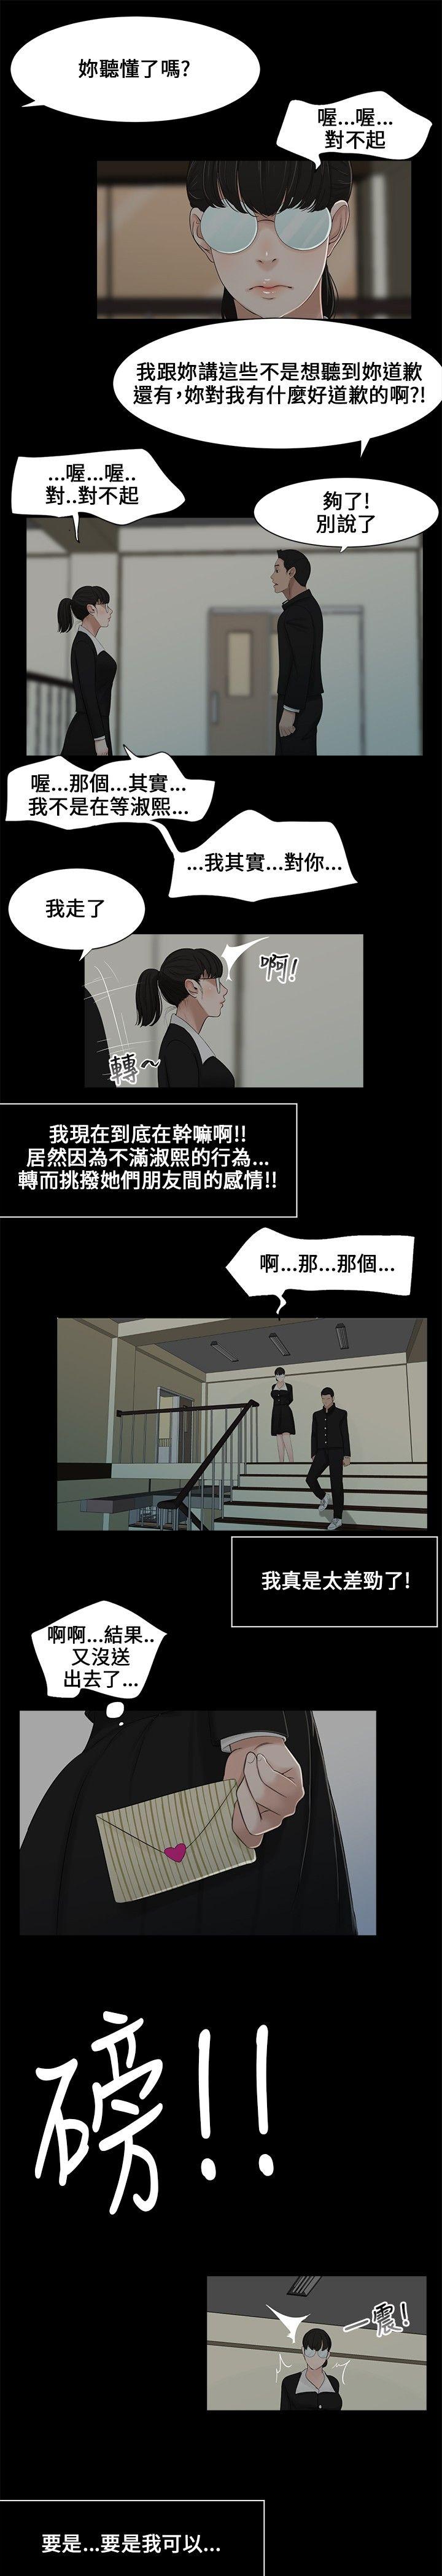 妳聽懂了嗎?
喔...喔...
對不起
我跟妳講這些不是想聽到妳道歉
還有,妳對我有什麼好道歉的啊?!
...喔...喔..
對..對不起
夠了!
別說了
喔...那個...其實...
我不是在等淑熙...
...我其實...對你...
我走了
啊!
轉~
我現在到底在幹嘛啊!!
居然因為不滿淑熙的行為...
轉而挑撥她們朋友間的感情!!
啊...那...那個...
我真是太差勁了!
啊啊...結果..
又沒送
出去了...
磅!!
一震!
要是...要是我可以...